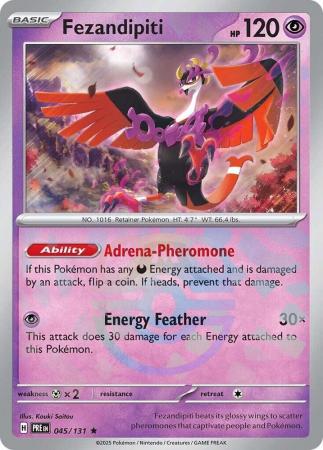 BASIC
Fezandipiti
HP 120
NO. 1016 Retainer Pokémon HT: 4'7" WT: 66.4 lbs.
Ability Adrena-Pheromone
If this Pokémon has any Energy attached and is damaged
by an attack, flip a coin. If heads, prevent that damage.
Energy Feather 30×
This attack does 30 damage for each Energy attached to
this Pokémon.
weakness ×2 resistance retreat
Illus. Kouki Saitou
H PRE EN 045/131 ★
Fezandipiti beats its glossy wings to scatter
pheromones that captivate people and Pokémon.
©2025 Pokémon / Nintendo / Creatures / GAME FREAK